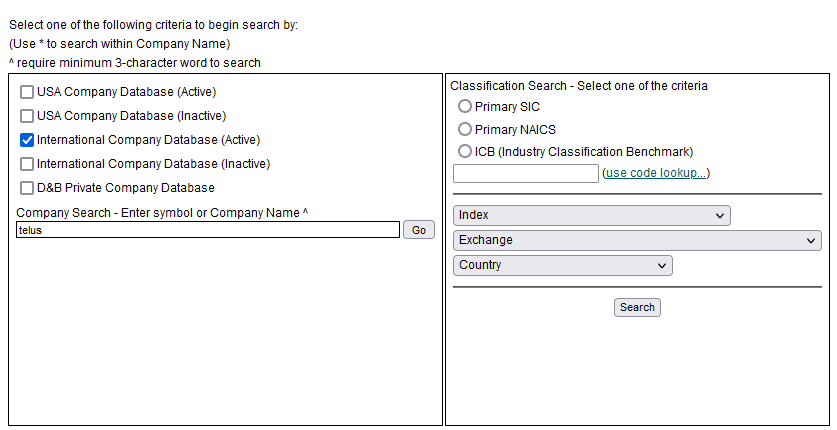 Select one of the following criteria to begin search by:
(Use * to search within Company Name)
^ require minimum 3-character word to search
USA Company Database (Active)
USA Company Database (Inactive)
International Company Database (Active)
International Company Database (Inactive)
D&B Private Company Database
Company Search - Enter symbol or Company Name ^
telus Go
Classification Search - Select one of the criteria
Primary SIC
Primary NAICS
ICB (Industry Classification Benchmark)
(use code lookup...)
Index
Exchange
Country
Search